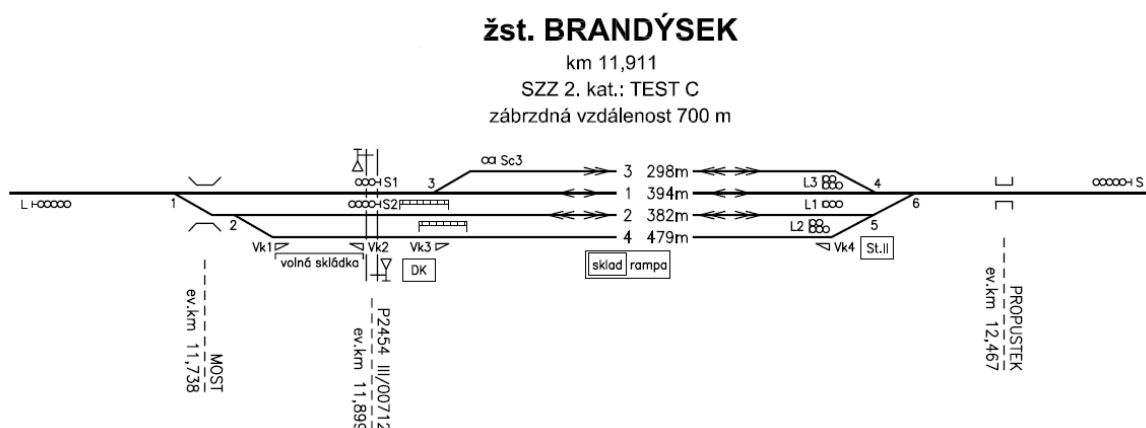 žst. BRANDÝSEK
km 11,911
SZZ 2. kat.: TEST C
zábrzdná vzdálenost 700 m
Sc3
3 298m
S1
3
L3
4
S
1 394m
6
L
1
S2
L1
2 382m
2
L2
5
4 479m
Vk1
Vk2
Vk3
Vk4
St.II
volná skládka
DK
sklad rampa
MOST
ev.km 11,738
P2454 III/00712
ev.km 11,899
PROPUSTEK
ev.km 12,467